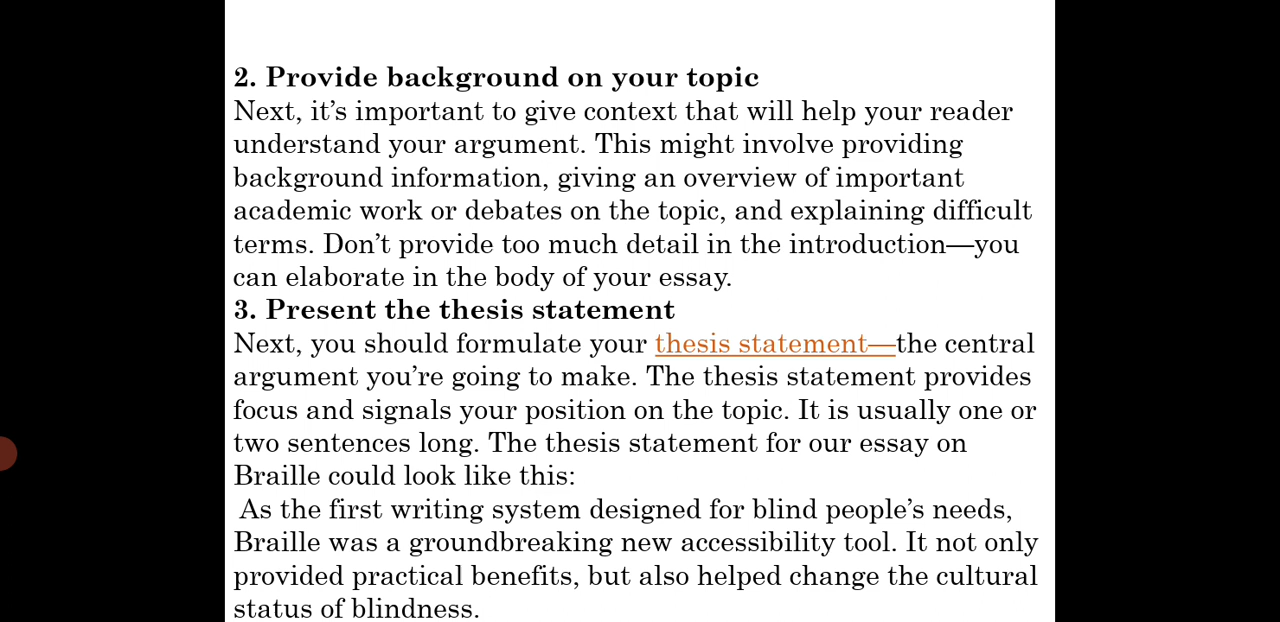 2. Provide background on your topic
Next, it’s important to give context that will help your reader
understand your argument. This might involve providing
background information, giving an overview of important
academic work or debates on the topic, and explaining difficult
terms. Don’t provide too much detail in the introduction—you
can elaborate in the body of your essay.
3. Present the thesis statement
Next, you should formulate your thesis statement—the central
argument you’re going to make. The thesis statement provides
focus and signals your position on the topic. It is usually one or
two sentences long. The thesis statement for our essay on
Braille could look like this:
As the first writing system designed for blind people’s needs,
Braille was a groundbreaking new accessibility tool. It not only
provided practical benefits, but also helped change the cultural
status of blindness.